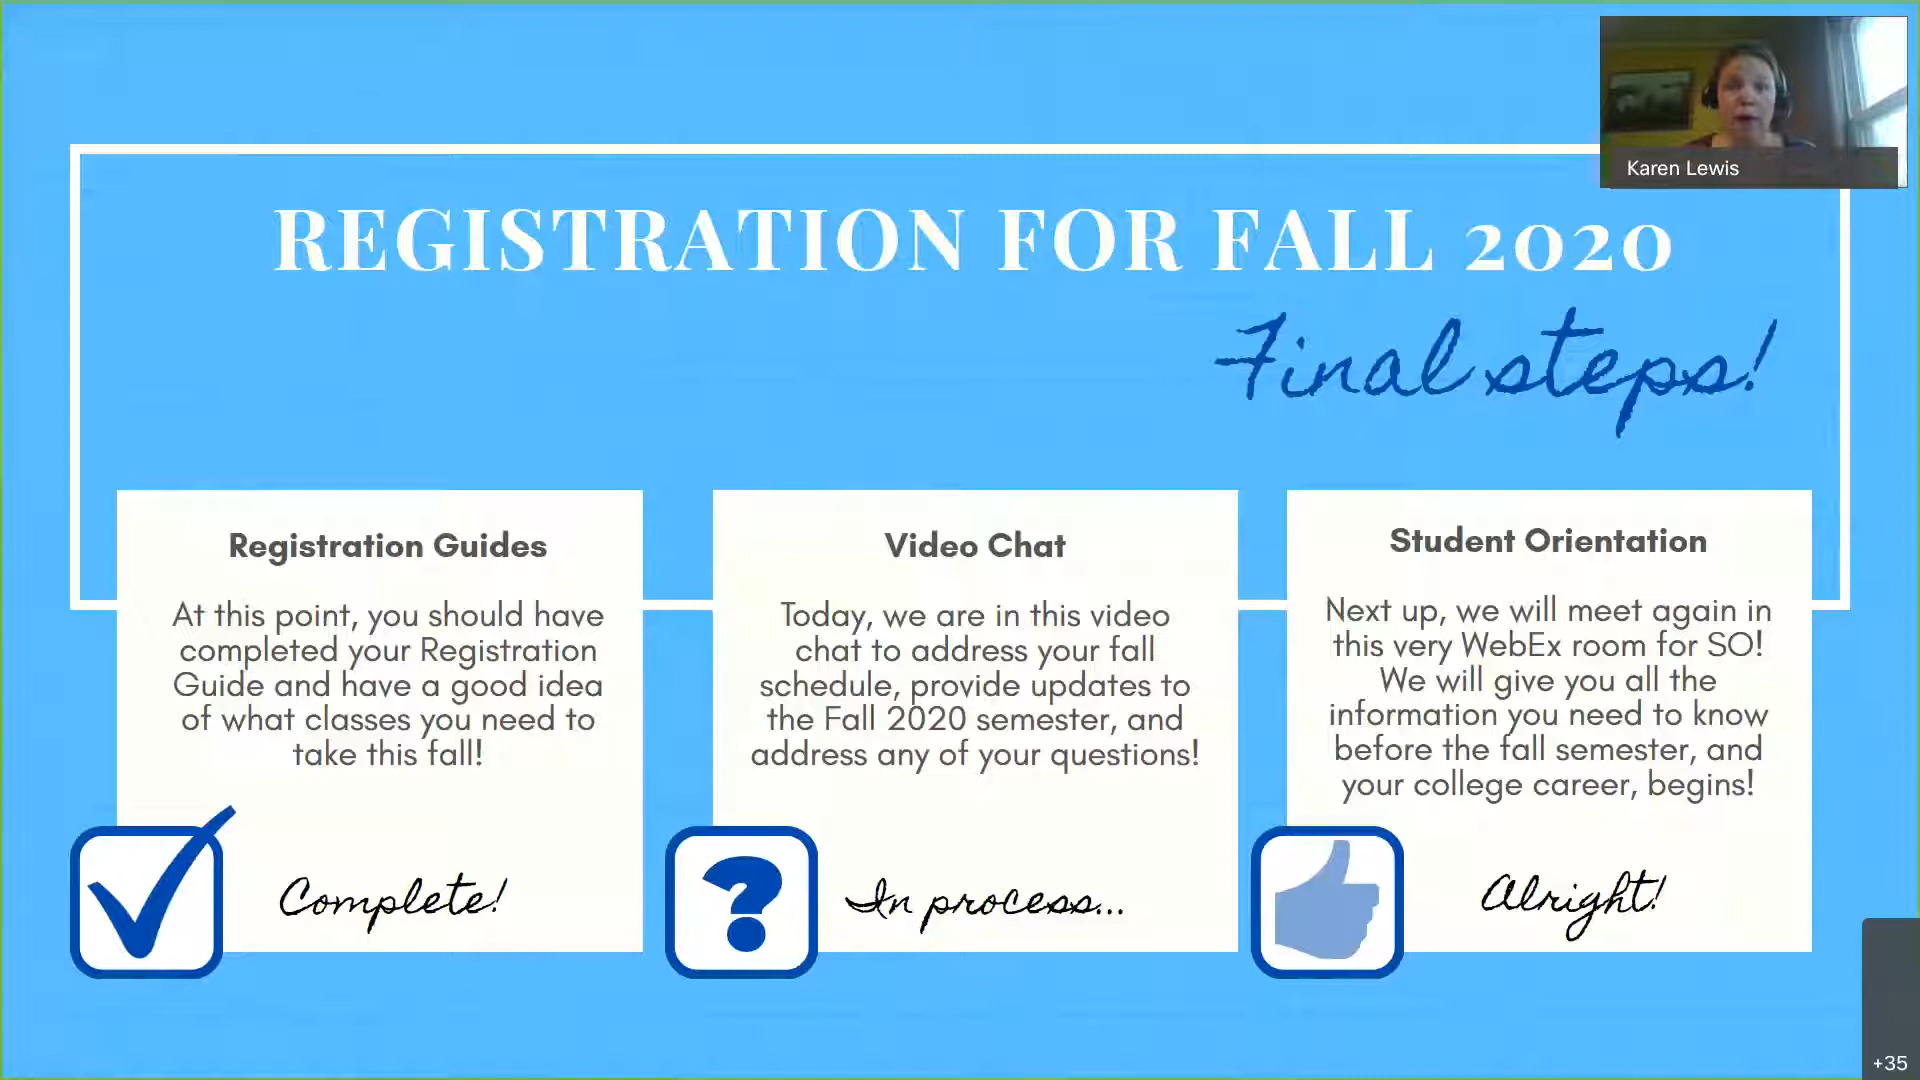 Karen Lewis
REGISTRATION FOR FALL 2020
Final steps!
Registration Guides
At this point, you should have
completed your Registration
Guide and have a good idea
of what classes you need to
take this fall!
Complete!
Video Chat
Today, we are in this video
chat to address your fall
schedule, provide updates to
the Fall 2020 semester, and
address any of your questions!
In process...
Student Orientation
Next up, we will meet again in
this very WebEx room for SO!
We will give you all the
information you need to know
before the fall semester, and
your college career, begins!
Alright!
+35